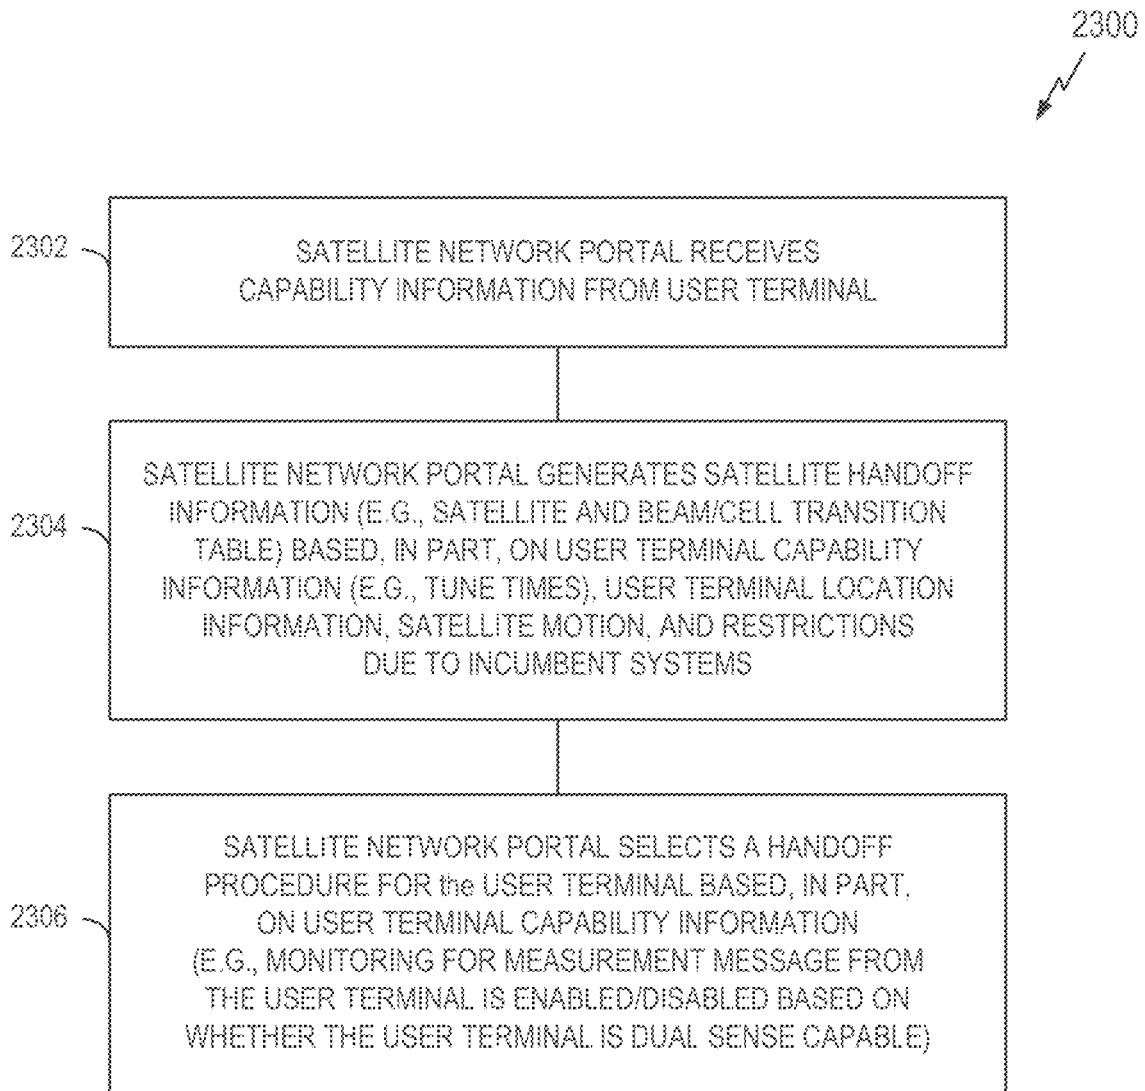 2300
2302
SATELLITE NETWORK PORTAL RECEIVES
CAPABILITY INFORMATION FROM USER TERMINAL
2304
SATELLITE NETWORK PORTAL GENERATES SATELLITE HANDOFF
INFORMATION (E.G., SATELLITE AND BEAM/CELL TRANSITION
TABLE) BASED, IN PART, ON USER TERMINAL CAPABILITY
INFORMATION (E.G., TUNE TIMES), USER TERMINAL LOCATION
INFORMATION, SATELLITE MOTION, AND RESTRICTIONS
DUE TO INCUMBENT SYSTEMS
2306
SATELLITE NETWORK PORTAL SELECTS A HANDOFF
PROCEDURE FOR the USER TERMINAL BASED, IN PART,
ON USER TERMINAL CAPABILITY INFORMATION
(E.G., MONITORING FOR MEASUREMENT MESSAGE FROM
THE USER TERMINAL IS ENABLED/DISABLED BASED ON
WHETHER THE USER TERMINAL IS DUAL SENSE CAPABLE)